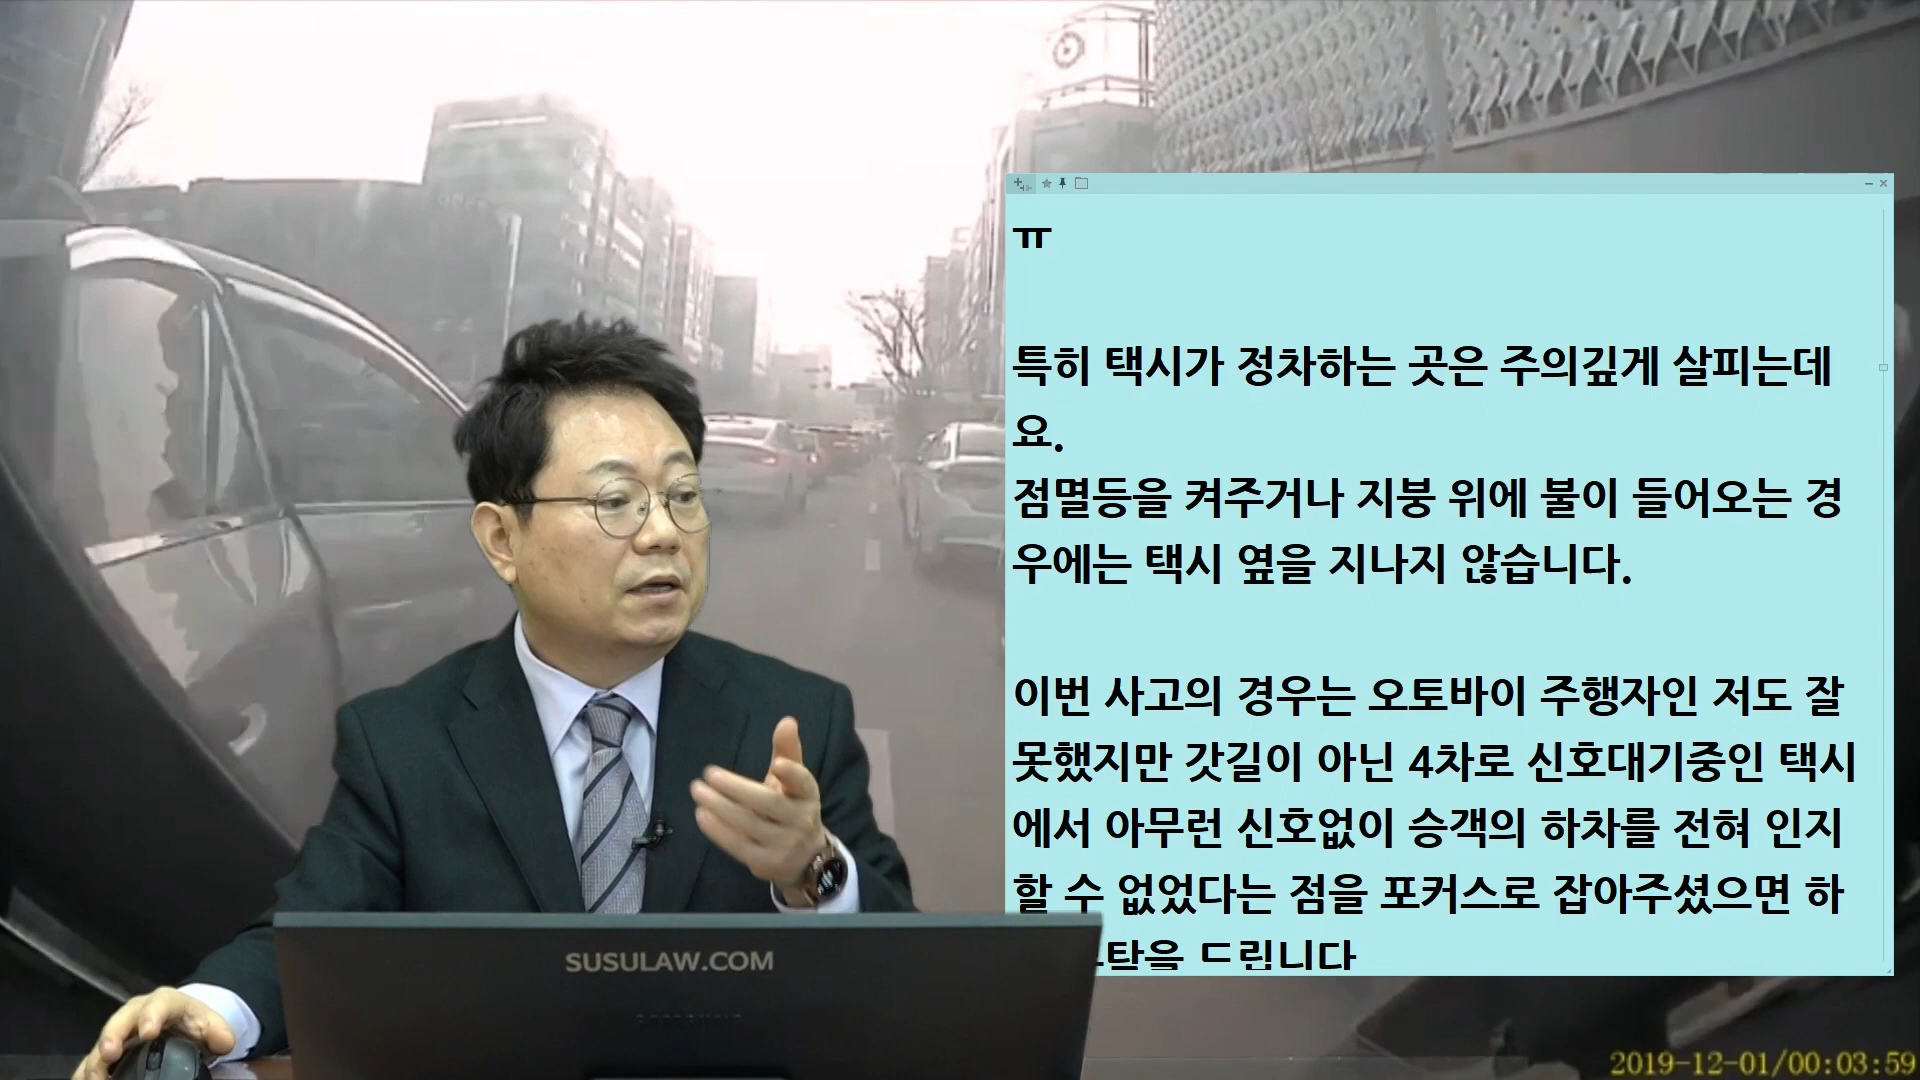 ㅠ
특히 택시가 정차하는 곳은 주의깊게 살피는데
요.
점멸등을 켜주거나 지붕 위에 불이 들어오는 경
우에는 택시 옆을 지나지 않습니다.
이번 사고의 경우는 오토바이 주행자인 저도 잘
못했지만 갓길이 아닌 4차로 신호대기중인 택시
에서 아무런 신호없이 승객의 하차를 전혀 인지
할 수 없었다는 점을 포커스로 잡아주셨으면 하
드립니다
SUSULAW.COM
2019-12-01/00:03:59